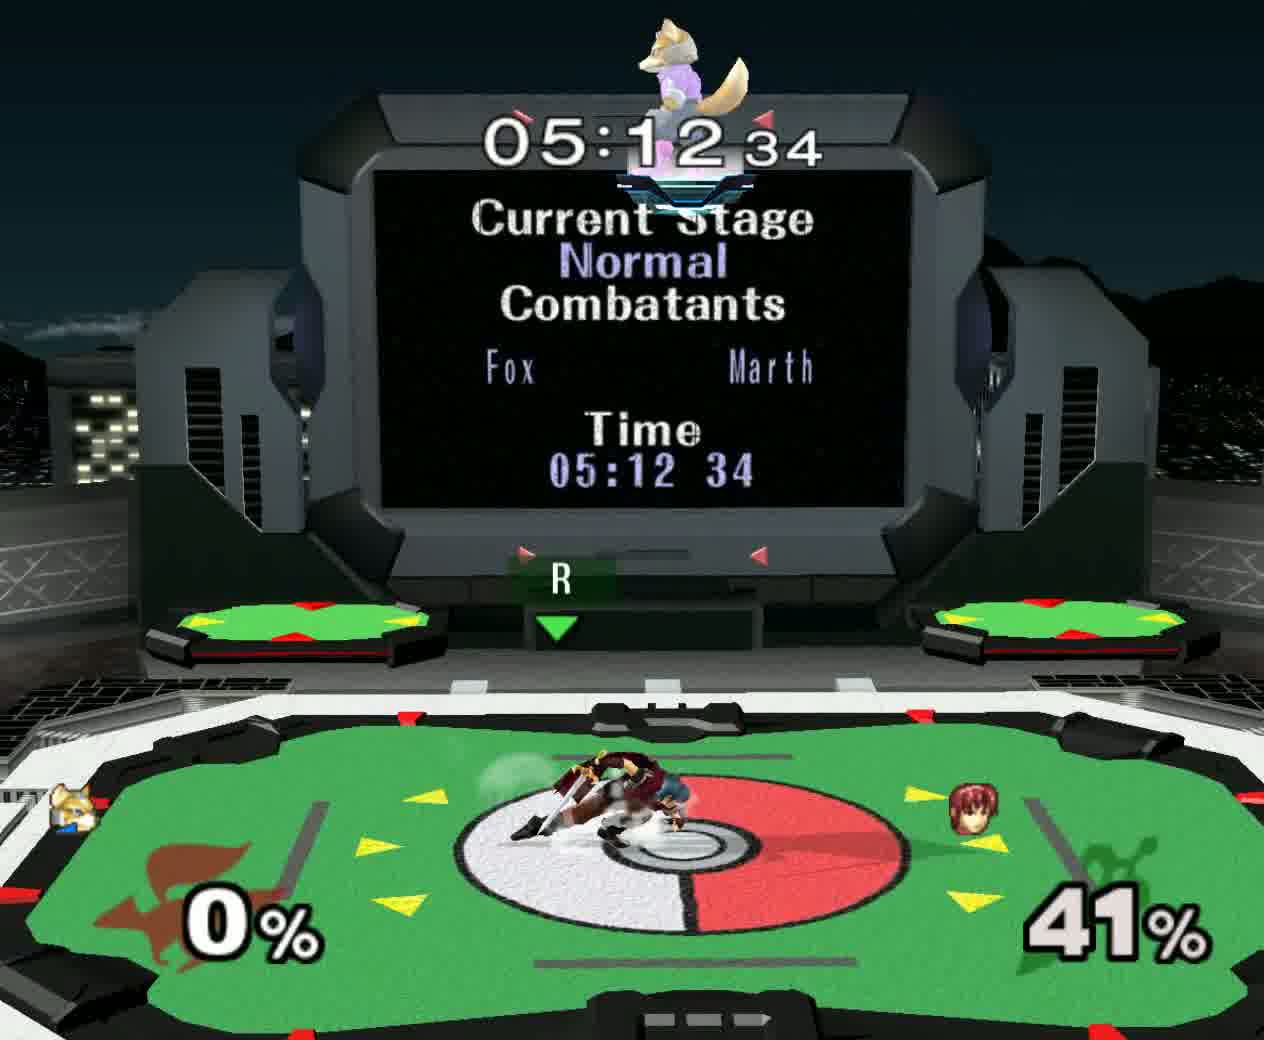 05:12 34
Current Stage
Normal
Combatants
Fox Marth
Time
05:12 34
R
0% 41%